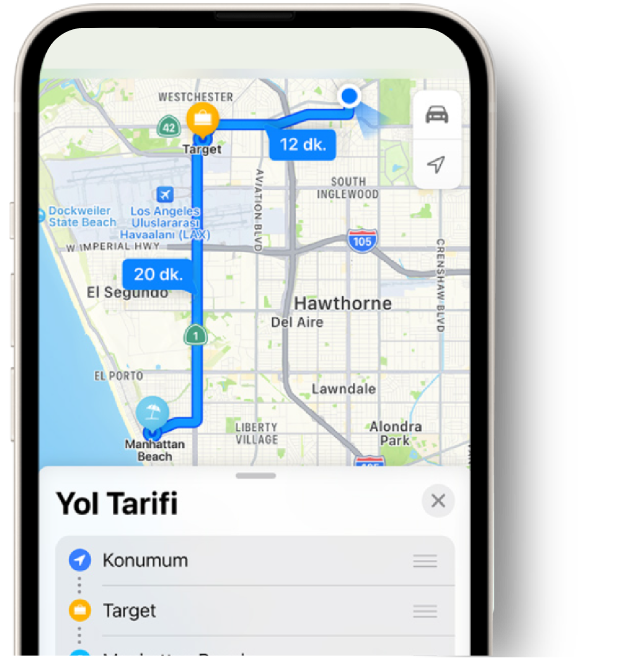 WESTCHESTER
42
Target
12 dk.
SOUTH
INGLEWOOD
AVIATION BLVD
Dockweiler
State Beach
Los Angeles
Uluslararası
Havaalanı (LAX)
W IMPERIAL HWY
105
CRENSHAW BLVD
20 dk.
El Segundo
Hawthorne
Del Aire
1
EL PORTO
Lawndale
LIBERTY
VILLAGE
Alondra
Park
Manhattan
Beach
Yol Tarifi
Konumum
Target